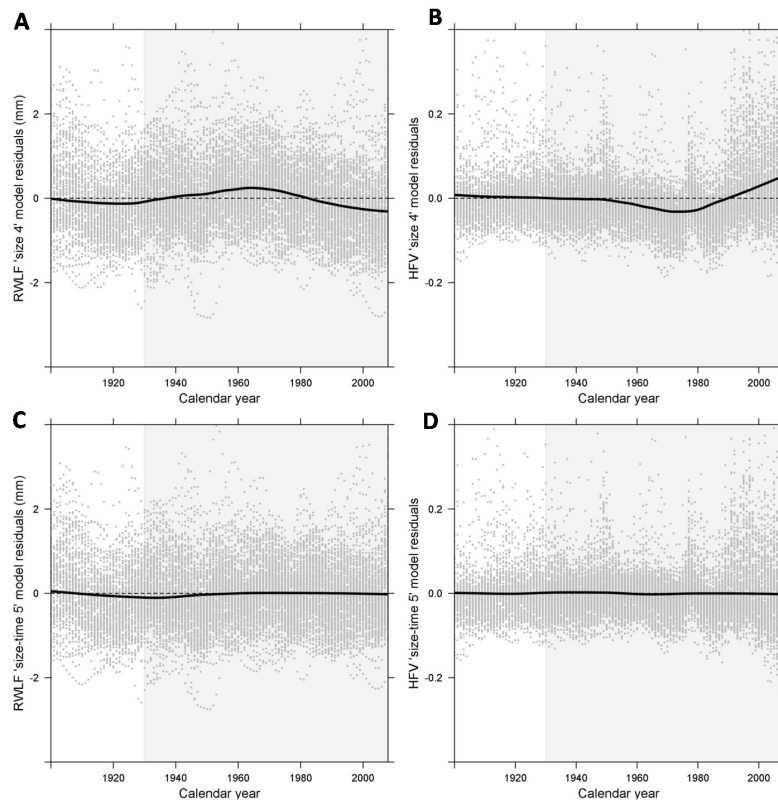 A
RWLF 'size 4' model residuals (mm)
2
0
-2
1920 1940 1960 1980 2000
Calendar year
B
HFV 'size 4' model residuals
0.2
0.0
-0.2
1920 1940 1960 1980 2000
Calendar year
C
RWLF 'size-time 5' model residuals (mm)
2
0
-2
1920 1940 1960 1980 2000
Calendar year
D
HFV 'size-time 5' model residuals
0.2
0.0
-0.2
1920 1940 1960 1980 2000
Calendar year